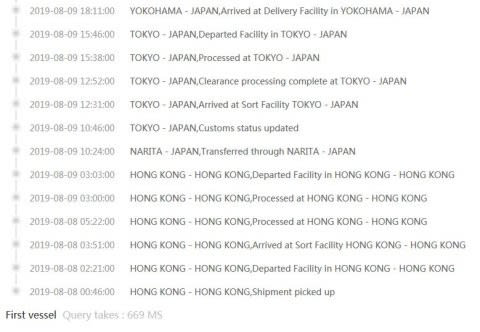 2019-08-09 18:11:00 YOKOHAMA - JAPAN,Arrived at Delivery Facility in YOKOHAMA - JAPAN
2019-08-09 15:46:00 TOKYO - JAPAN,Departed Facility in TOKYO - JAPAN
2019-08-09 15:38:00 TOKYO - JAPAN,Processed at TOKYO - JAPAN
2019-08-09 12:52:00 TOKYO - JAPAN,Clearance processing complete at TOKYO - JAPAN
2019-08-09 12:31:00 TOKYO - JAPAN,Arrived at Sort Facility TOKYO - JAPAN
2019-08-09 10:46:00 TOKYO - JAPAN,Customs status updated
2019-08-09 10:24:00 NARITA - JAPAN,Transferred through NARITA - JAPAN
2019-08-09 03:03:00 HONG KONG - HONG KONG,Departed Facility in HONG KONG - HONG KONG
2019-08-09 03:00:00 HONG KONG - HONG KONG,Processed at HONG KONG - HONG KONG
2019-08-08 05:22:00 HONG KONG - HONG KONG,Processed at HONG KONG - HONG KONG
2019-08-08 03:51:00 HONG KONG - HONG KONG,Arrived at Sort Facility HONG KONG - HONG KONG
2019-08-08 02:21:00 HONG KONG - HONG KONG,Departed Facility in HONG KONG - HONG KONG
2019-08-08 00:46:00 HONG KONG - HONG KONG,Shipment picked up
First vessel Query takes : 669 MS